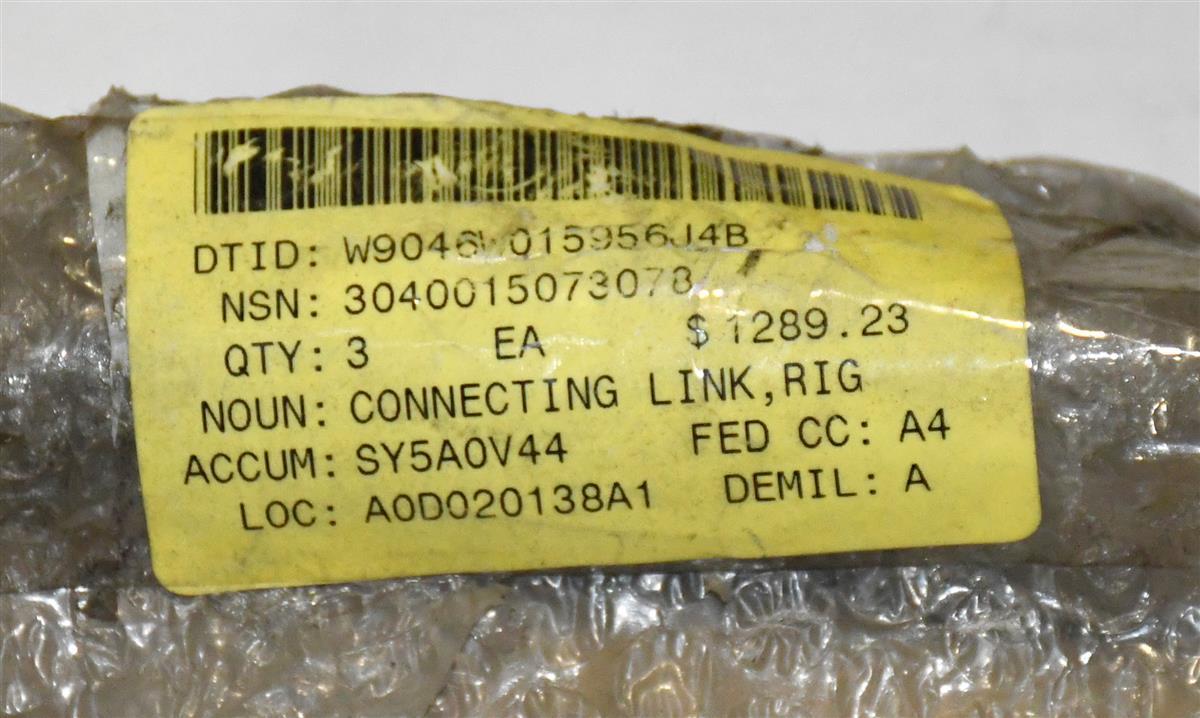 DTID: W9046W015956J4B
NSN: 3040015073078
QTY: 3 EA $ 1289.23
NOUN: CONNECTING LINK,RIG
ACCUM: SY5A0V44 FED CC: A4
LOC: A0D020138A1 DEMIL: A